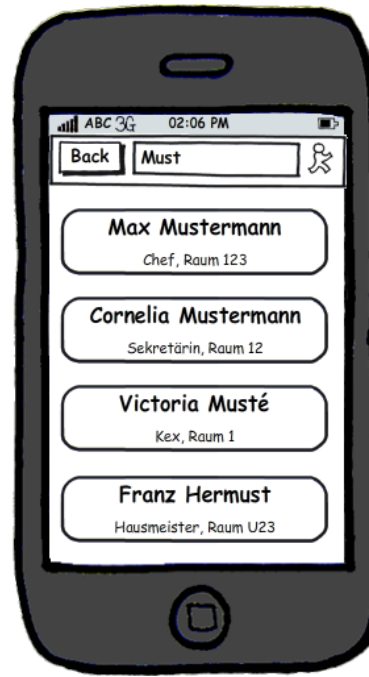 ABC 3G 02:06 PM
Back Must
Max Mustermann
Chef, Raum 123
Cornelia Mustermann
Sekretärin, Raum 12
Victoria Musté
Kex, Raum 1
Franz Hermust
Hausmeister, Raum U23